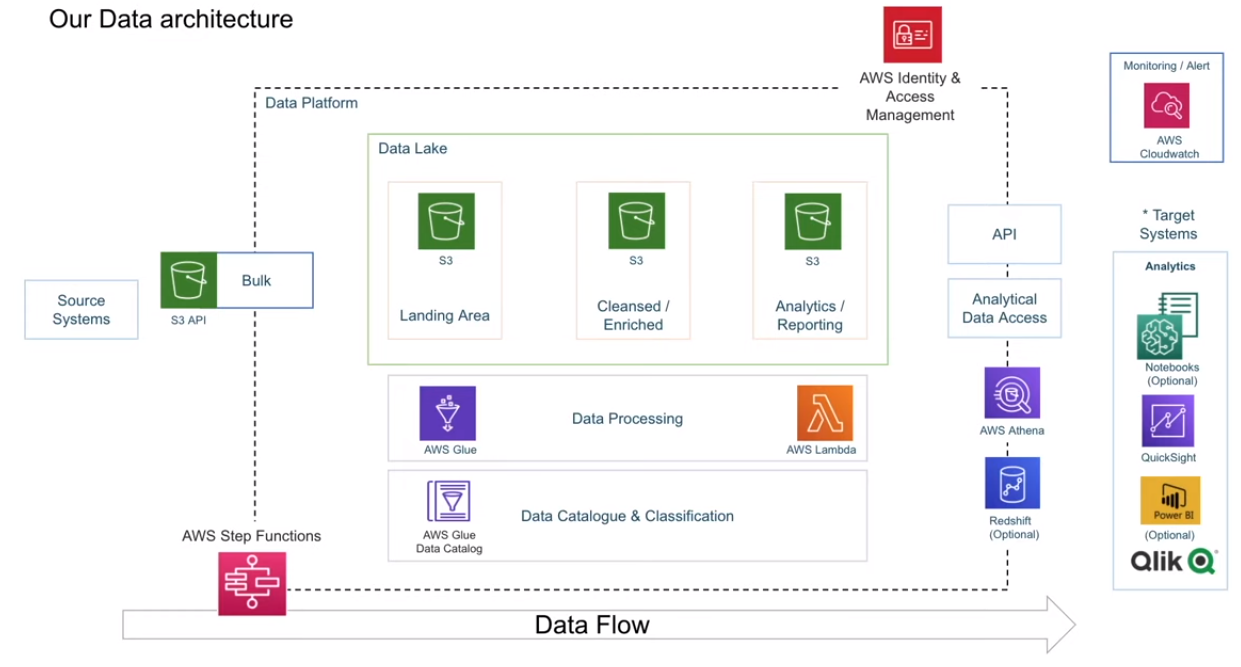 Our Data architecture
AWS Identity &
Access
Management
Monitoring / Alert
AWS
Cloudwatch
Data Platform
Data Lake
S3
Landing Area
S3
Cleansed /
Enriched
S3
Analytics /
Reporting
Source
Systems
S3 API
Bulk
API
Analytical
Data Access
* Target
Systems
Analytics
Notebooks
(Optional)
QuickSight
Power BI
(Optional)
Qlik
AWS Glue
Data Processing
AWS Lambda
AWS Athena
AWS Glue
Data Catalog
Data Catalogue & Classification
Redshift
(Optional)
AWS Step Functions
Data Flow